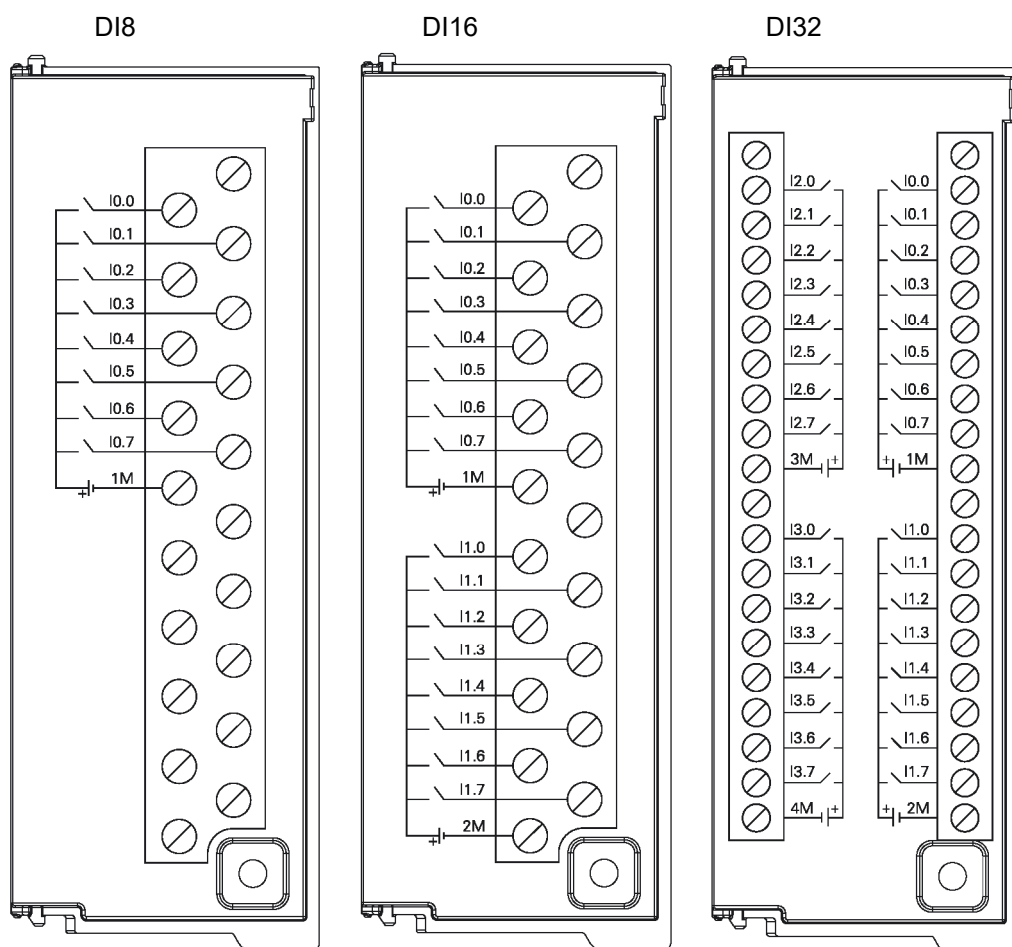 DI8
I0.0
I0.1
I0.2
I0.3
I0.4
I0.5
I0.6
I0.7
+ 1M
DI16
I0.0
I0.1
I0.2
I0.3
I0.4
I0.5
I0.6
I0.7
+ 1M
I1.0
I1.1
I1.2
I1.3
I1.4
I1.5
I1.6
I1.7
+ 2M
DI32
I2.0 I0.0
I2.1 I0.1
I2.2 I0.2
I2.3 I0.3
I2.4 I0.4
I2.5 I0.5
I2.6 I0.6
I2.7 I0.7
3M + + 1M
I3.0 I1.0
I3.1 I1.1
I3.2 I1.2
I3.3 I1.3
I3.4 I1.4
I3.5 I1.5
I3.6 I1.6
I3.7 I1.7
4M + + 2M